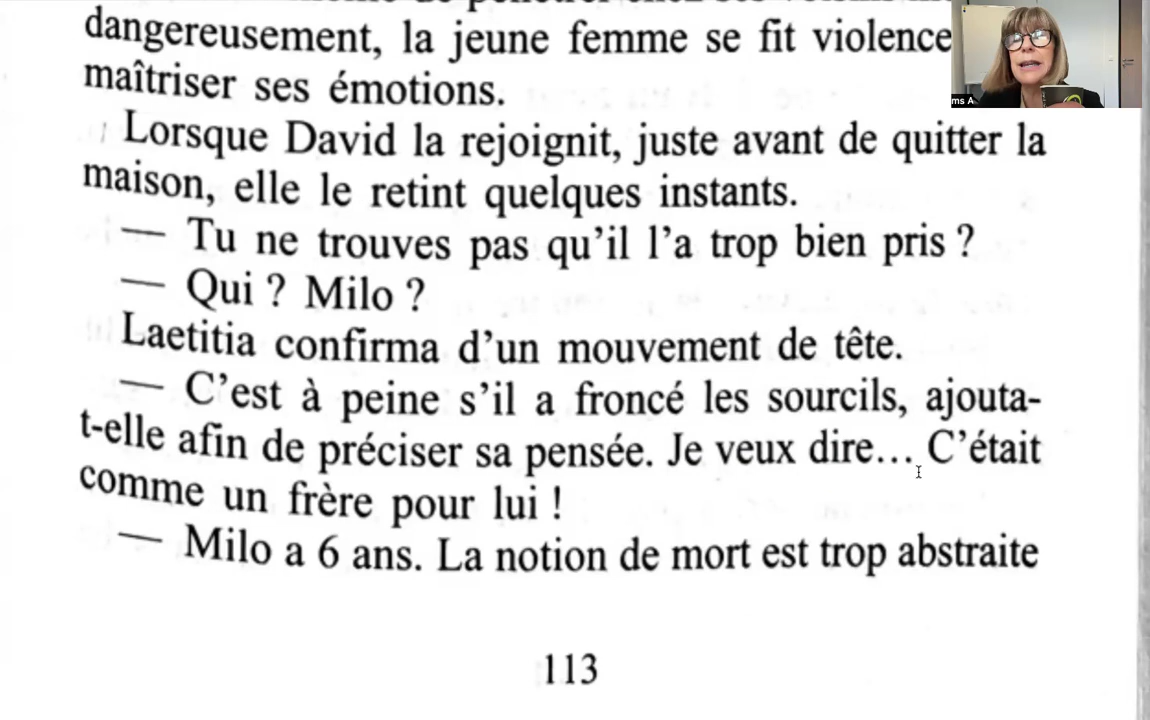 dangereusement, la jeune femme se fit violence
maîtriser ses émotions.
Lorsque David la rejoignit, juste avant de quitter la
maison, elle le retint quelques instants.
— Tu ne trouves pas qu’il l’a trop bien pris ?
— Qui ? Milo ?
Laetitia confirma d’un mouvement de tête.
— C’est à peine s’il a froncé les sourcils, ajouta-
t-elle afin de préciser sa pensée. Je veux dire… C’était
comme un frère pour lui !
— Milo a 6 ans. La notion de mort est trop abstraite
113
ms A